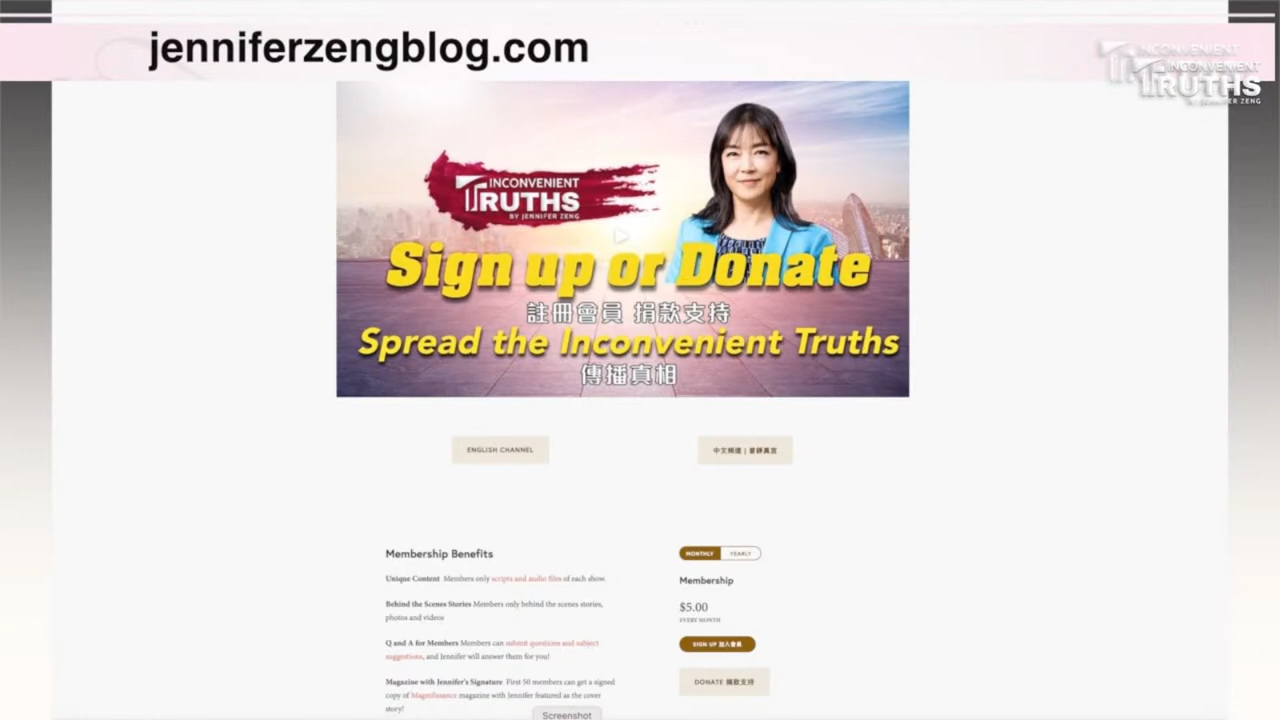 jenniferzengblog.com
INCONVENIENT
TRUTHS
BY JENNIFER ZENG
INCONVENIENT
TRUTHS
BY JENNIFER ZENG
Sign up or Donate
註冊會員 捐款支持
Spread the Inconvenient Truths
傳播真相
ENGLISH CHANNEL
中文頻道 | 曾錚真言
Membership Benefits
Unique Content Members only scripts and audio files of each show.
Behind the Scenes Stories Members only behind the scenes stories,
photos and videos
Q and A for Members Members can submit questions and subject
suggestions, and Jennifer will answer them for you!
Magazine with Jennifer's Signature First 50 members can get a signed
copy of Magnifissance magazine with Jennifer featured as the cover
story!
MONTHLY YEARLY
Membership
$5.00
EVERY MONTH
SIGN UP 加入會員
DONATE 捐款支持
Screenshot